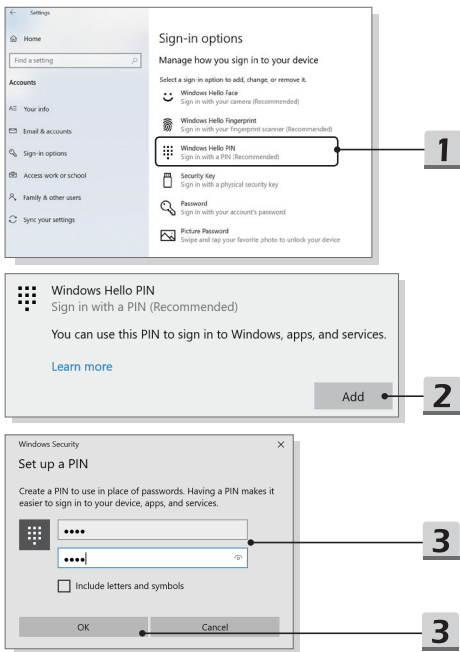 Settings
Home
Find a setting
Accounts
Your info
Email & accounts
Sign-in options
Access work or school
Family & other users
Sync your settings
Sign-in options
Manage how you sign in to your device
Select a sign-in option to add, change, or remove it.
Windows Hello Face
Sign in with your camera (Recommended)
Windows Hello Fingerprint
Sign in with your fingerprint scanner (Recommended)
Windows Hello PIN
Sign in with a PIN (Recommended)
Security Key
Sign in with a physical security key
Password
Sign in with your account's password
Picture Password
Swipe and tap your favorite photo to unlock your device
1
Windows Hello PIN
Sign in with a PIN (Recommended)
You can use this PIN to sign in to Windows, apps, and services.
Learn more
Add
2
Windows Security
Set up a PIN
Create a PIN to use in place of passwords. Having a PIN makes it
easier to sign in to your device, apps, and services.
3
Include letters and symbols
OK
Cancel
3